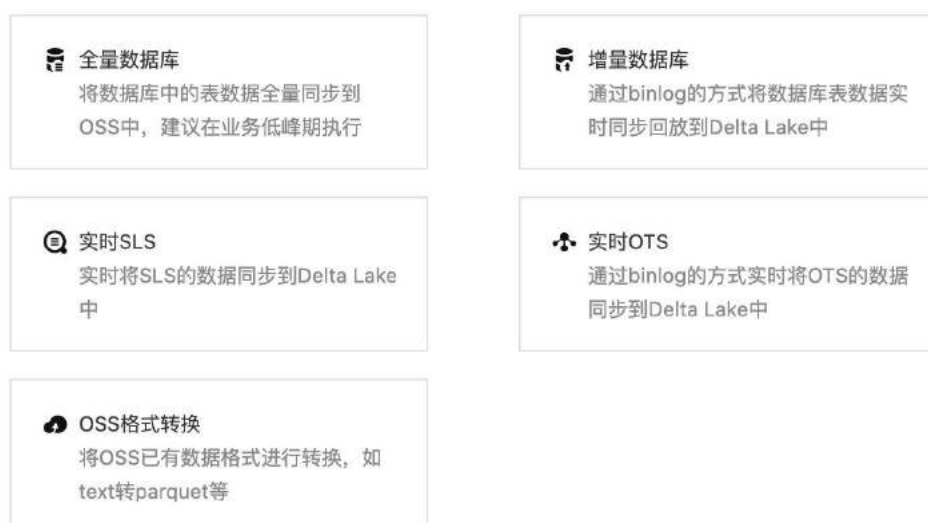 全量数据库
将数据库中的表数据全量同步到
OSS中，建议在业务低峰期执行
增量数据库
通过binlog的方式将数据库表数据实
时同步回放到Delta Lake中
实时SLS
实时将SLS的数据同步到Delta Lake
中
实时OTS
通过binlog的方式实时将OTS的数据
同步到Delta Lake中
OSS格式转换
将OSS已有数据格式进行转换，如
text转parquet等